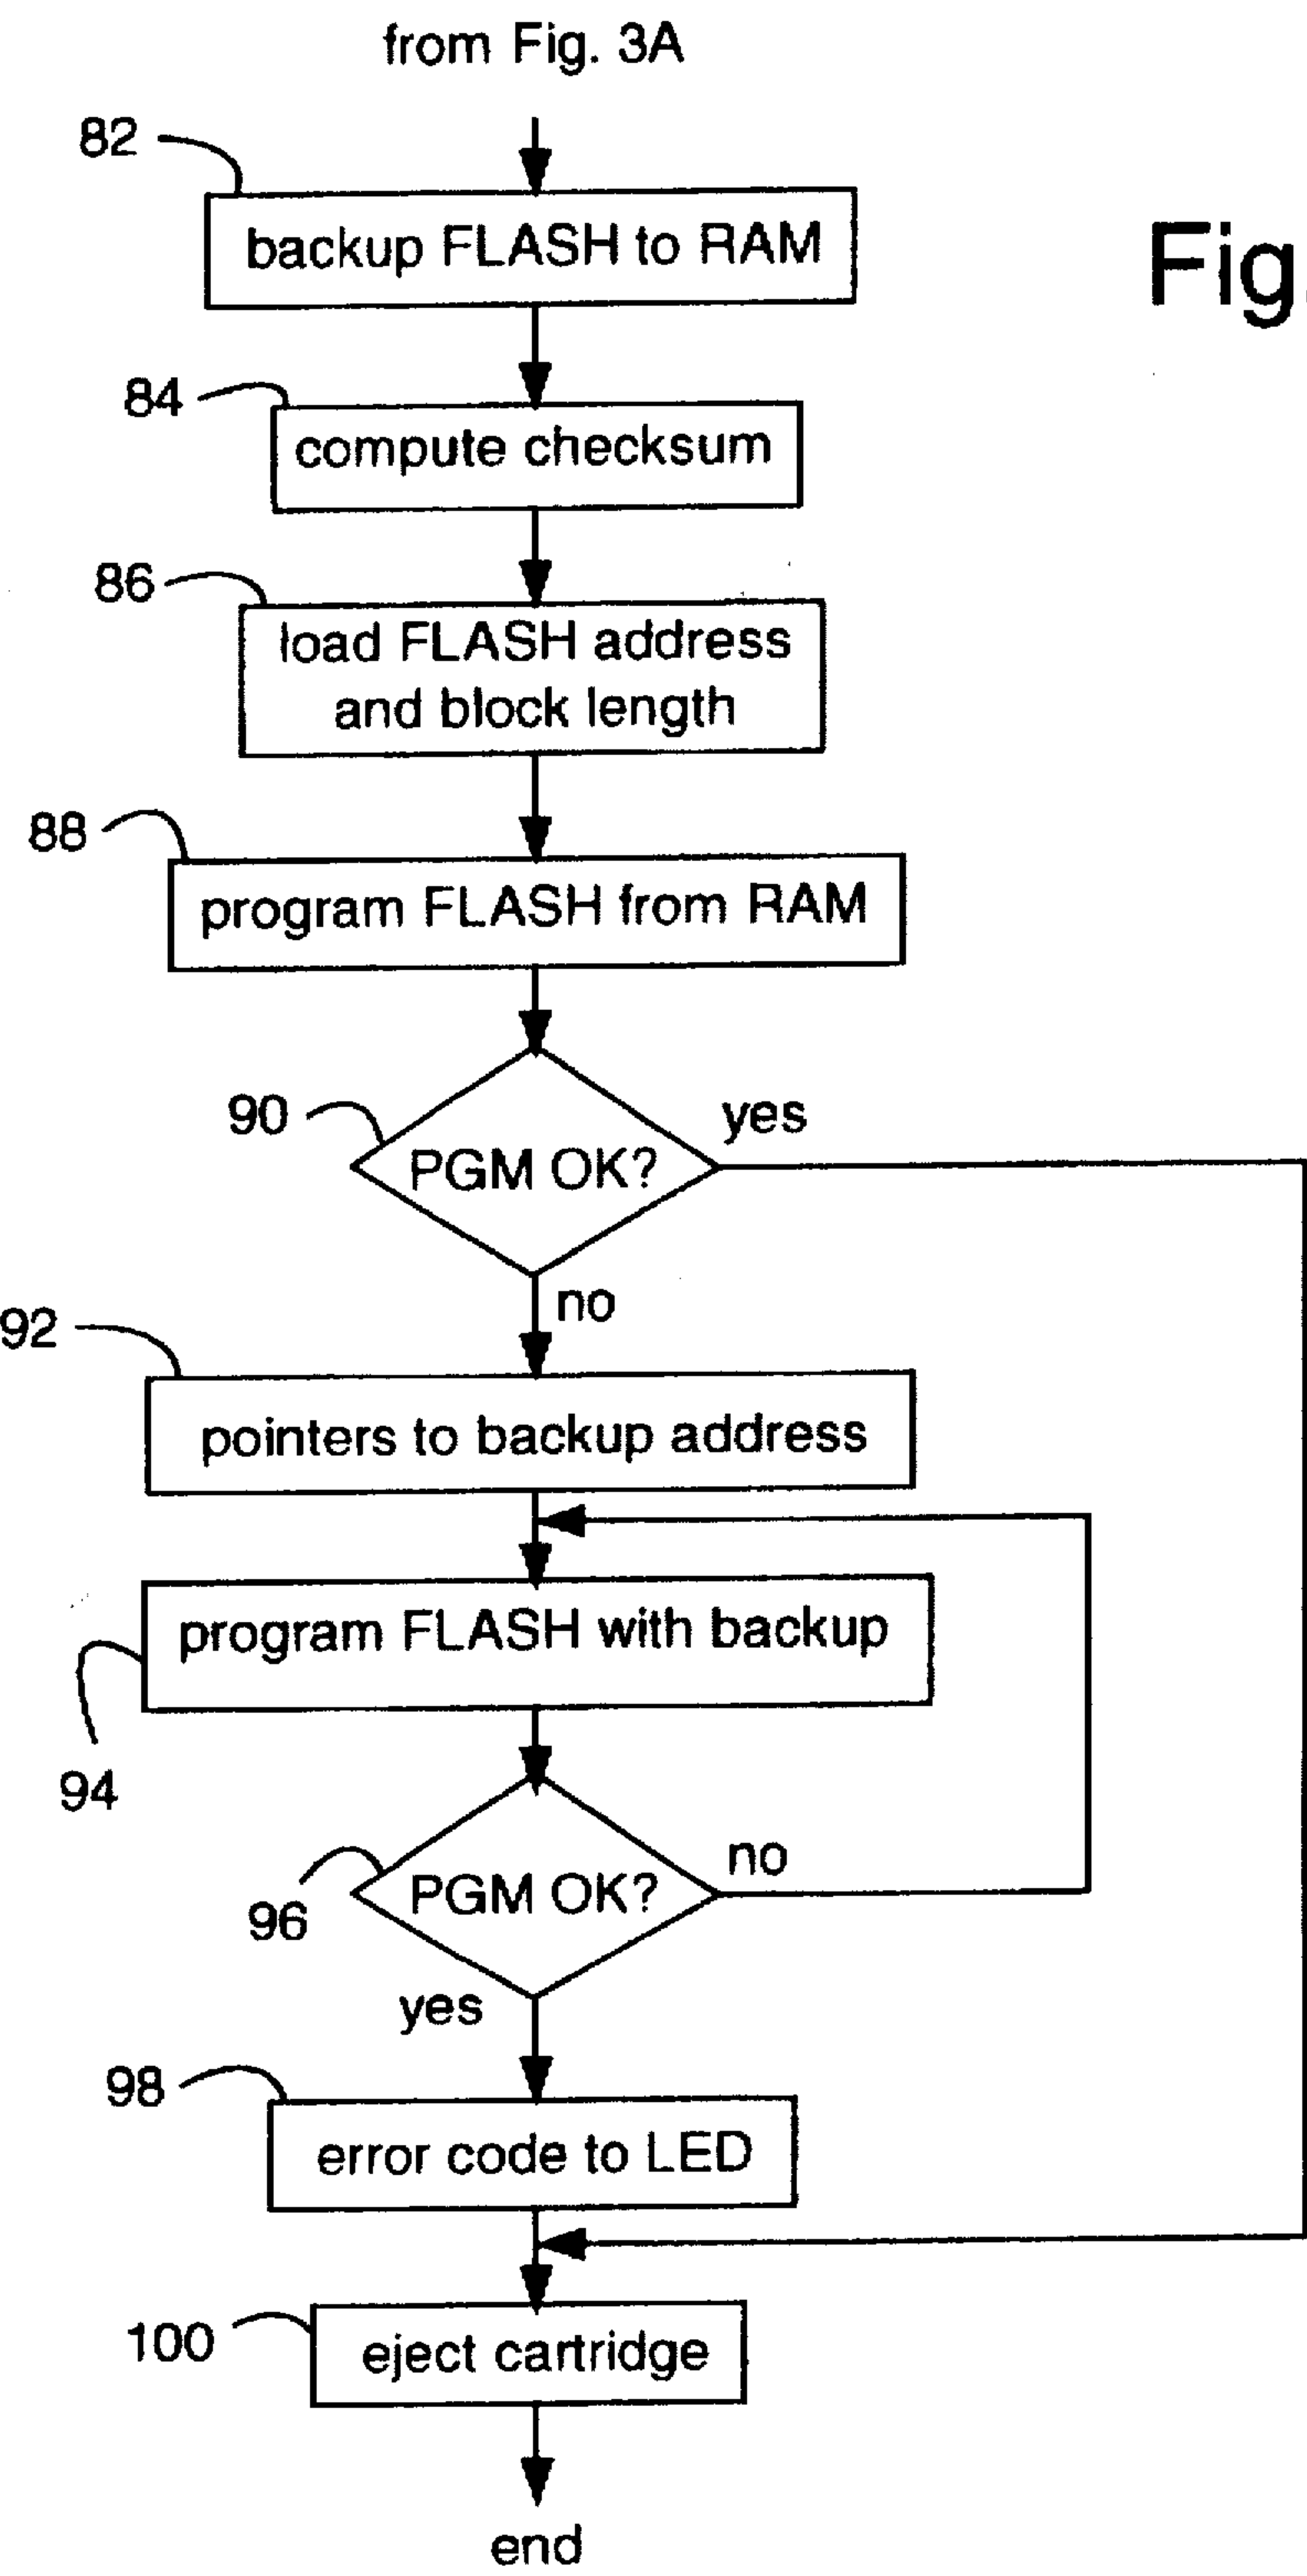 from Fig. 3A
82
backup FLASH to RAM
Fig.
84
compute checksum
86
load FLASH address
and block length
88
program FLASH from RAM
90
PGM OK?
yes
no
92
pointers to backup address
program FLASH with backup
94
PGM OK?
no
96
yes
98
error code to LED
100
eject cartridge
end